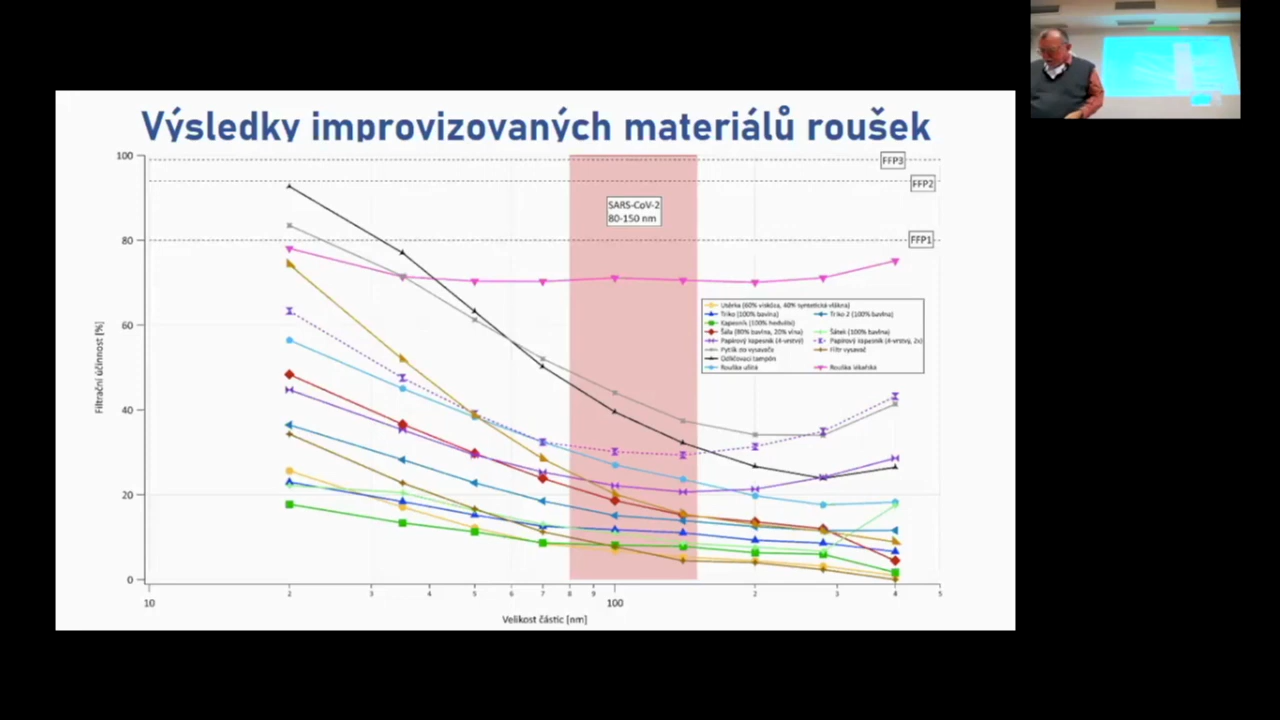 Výsledky improvizovaných materiálů roušek
100
80
60
40
20
0
Filtrační účinnost [%]
FFP3
FFP2
FFP1
SARS-CoV-2
80-150 nm
Utěrka (60% viskóza, 40% syntetická vlákna)
Triko (100% bavlna)
Triko 2 (100% bavlna)
Kapesník (100% hedvábí)
Šála (80% bavlna, 20% vlna)
Šátek (100% bavlna)
Papírový kapesník (4-vrstvý)
Papírový kapesník (4-vrstvý, 2x)
Pytlík do vysavače
Filtr vysavač
Odličovací tampón
Rouška ušitá
Rouška lékařská
10
2
3
4
5
6
7
8
9
100
2
3
4
5
Velikost částic [nm]